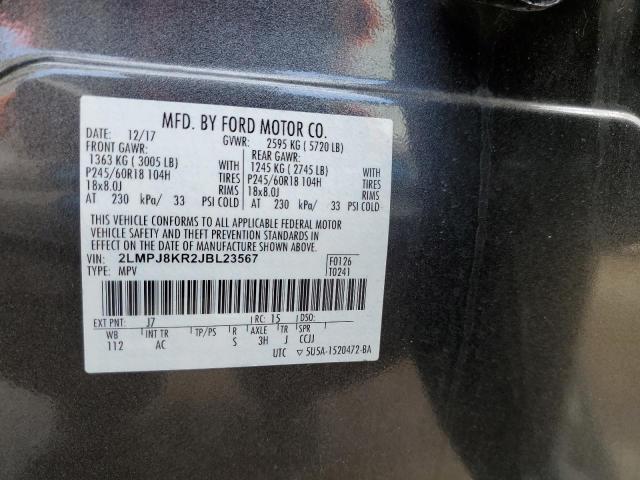 MFD. BY FORD MOTOR CO.
DATE: 12/17 GVWR: 2595 KG ( 5720 LB)
FRONT GAWR: REAR GAWR:
1363 KG ( 3005 LB) WITH 1245 KG ( 2745 LB) WITH
P245/60R18 104H TIRES P245/60R18 104H TIRES
18x8.0J RIMS 18x8.0J RIMS
AT 230 kPa/ 33 PSI COLD AT 230 kPa/ 33 PSI COLD
THIS VEHICLE CONFORMS TO ALL APPLICABLE FEDERAL MOTOR
VEHICLE SAFETY AND THEFT PREVENTION STANDARDS IN
EFFECT ON THE DATE OF MANUFACTURE SHOWN ABOVE.
VIN: 2LMPJ8KR2JBL23567 F0126
TYPE: MPV T0241
EXT PNT: J7 RC: 15 DSO:
WB INT TR TP/PS R AXLE TR SPR
112 AC S 3H J CCJJ
UTC ▽ 5U5A-1520472-BA